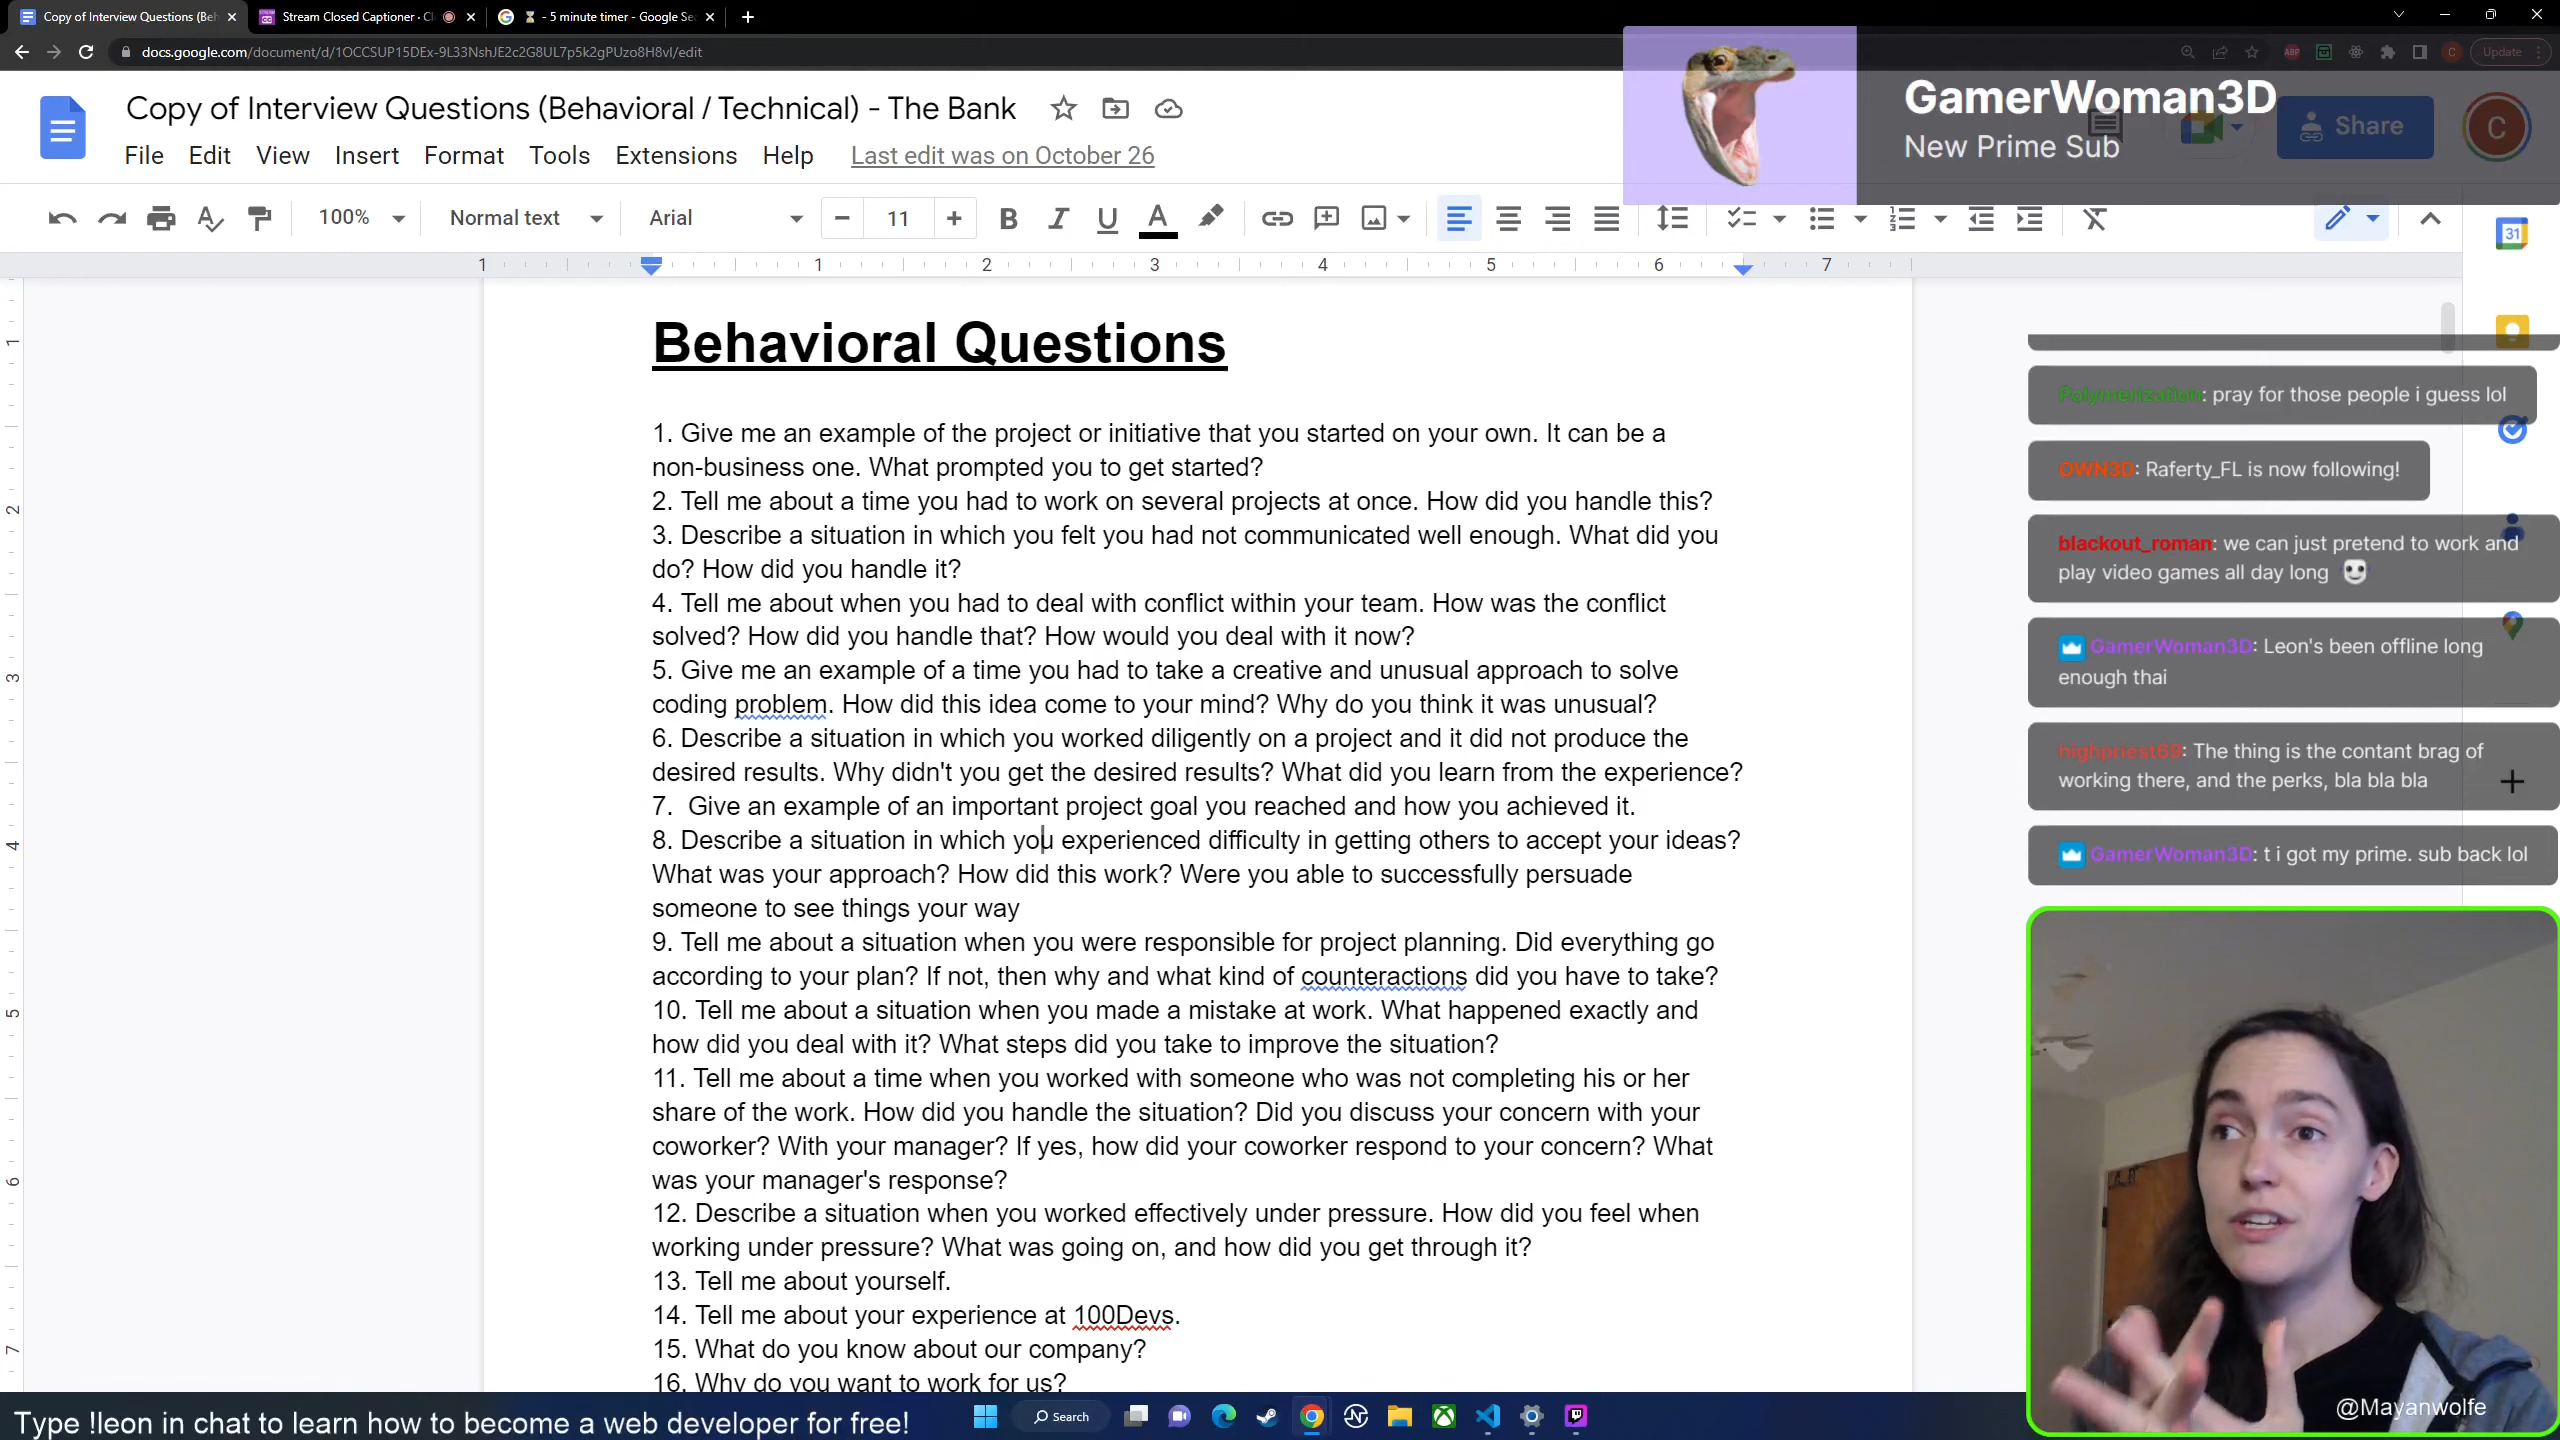 Copy of Interview Questions (Beh
Stream Closed Captioner · C
- 5 minute timer - Google Se
docs.google.com/document/d/1OCCSUP15DEx-9L33NshJE2c2G8UL7p5k2gPUzo8H8vI/edit
Update
Copy of Interview Questions (Behavioral / Technical) - The Bank
File Edit View Insert Format Tools Extensions Help Last edit was on October 26
GamerWoman3D
New Prime Sub
Share
C
100% Normal text Arial 11
31
1 1 2 3 4 5 6 7
Behavioral Questions
1. Give me an example of the project or initiative that you started on your own. It can be a
non-business one. What prompted you to get started?
2. Tell me about a time you had to work on several projects at once. How did you handle this?
3. Describe a situation in which you felt you had not communicated well enough. What did you
do? How did you handle it?
4. Tell me about when you had to deal with conflict within your team. How was the conflict
solved? How did you handle that? How would you deal with it now?
5. Give me an example of a time you had to take a creative and unusual approach to solve
coding problem. How did this idea come to your mind? Why do you think it was unusual?
6. Describe a situation in which you worked diligently on a project and it did not produce the
desired results. Why didn't you get the desired results? What did you learn from the experience?
7.  Give an example of an important project goal you reached and how you achieved it.
8. Describe a situation in which you experienced difficulty in getting others to accept your ideas?
What was your approach? How did this work? Were you able to successfully persuade
someone to see things your way
9. Tell me about a situation when you were responsible for project planning. Did everything go
according to your plan? If not, then why and what kind of counteractions did you have to take?
10. Tell me about a situation when you made a mistake at work. What happened exactly and
how did you deal with it? What steps did you take to improve the situation?
11. Tell me about a time when you worked with someone who was not completing his or her
share of the work. How did you handle the situation? Did you discuss your concern with your
coworker? With your manager? If yes, how did your coworker respond to your concern? What
was your manager's response?
12. Describe a situation when you worked effectively under pressure. How did you feel when
working under pressure? What was going on, and how did you get through it?
13. Tell me about yourself.
14. Tell me about your experience at 100Devs.
15. What do you know about our company?
16. Why do you want to work for us?
Polymerization: pray for those people i guess lol
OWN3D: Raferty_FL is now following!
blackout_roman: we can just pretend to work and
play video games all day long
GamerWoman3D: Leon's been offline long
enough thai
highpriest69: The thing is the contant brag of
working there, and the perks, bla bla bla
GamerWoman3D: t i got my prime. sub back lol
@Mayanwolfe
Type !leon in chat to learn how to become a web developer for free!
Search